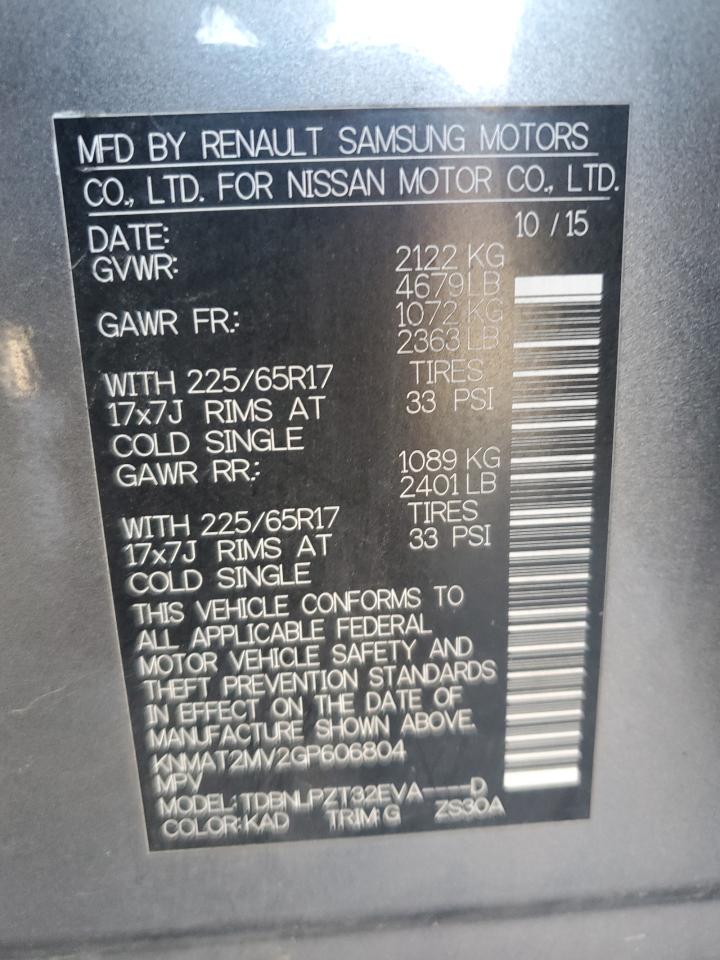 MFD BY RENAULT SAMSUNG MOTORS
CO., LTD. FOR NISSAN MOTOR CO., LTD.
DATE: 10 / 15
GVWR: 2122 KG
4679 LB
GAWR FR.: 1072 KG
2363 LB
WITH 225/65R17 TIRES
17x7J RIMS AT 33 PSI
COLD SINGLE
GAWR RR.: 1089 KG
2401 LB
WITH 225/65R17 TIRES
17x7J RIMS AT 33 PSI
COLD SINGLE
THIS VEHICLE CONFORMS TO
ALL APPLICABLE FEDERAL
MOTOR VEHICLE SAFETY AND
THEFT PREVENTION STANDARDS
IN EFFECT ON THE DATE OF
MANUFACTURE SHOWN ABOVE.
KNMAT2MV2GP606804
MPV
MODEL: TDBNLPZT32EVA----D
COLOR: KAD TRIM: G ZS30A